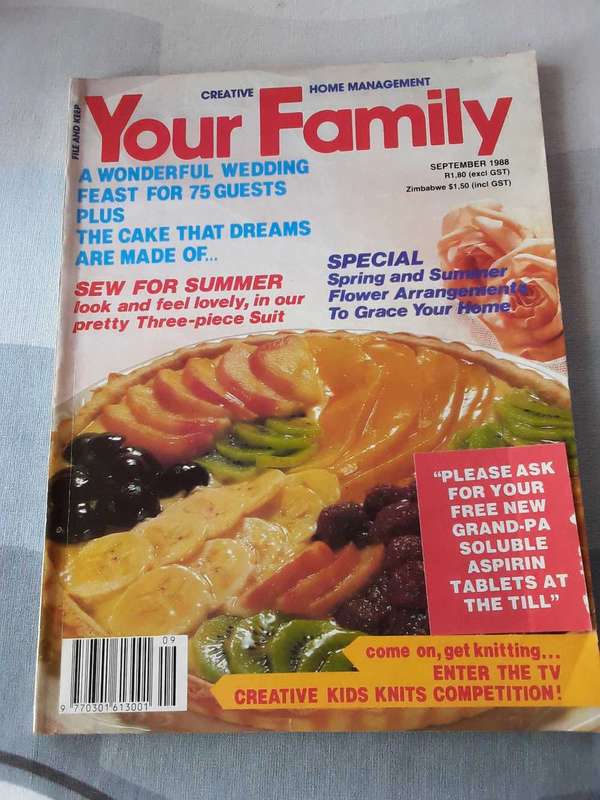 FILE AND KEEP
CREATIVE HOME MANAGEMENT
Your Family
SEPTEMBER 1988
R1,80 (excl GST)
Zimbabwe $1,50 (incl GST)
A WONDERFUL WEDDING
FEAST FOR 75 GUESTS
PLUS
THE CAKE THAT DREAMS
ARE MADE OF...
SEW FOR SUMMER
look and feel lovely, in our
pretty Three-piece Suit
SPECIAL
Spring and Summer
Flower Arrangements
To Grace Your Home
"PLEASE ASK
FOR YOUR
FREE NEW
GRAND-PA
SOLUBLE
ASPIRIN
TABLETS AT
THE TILL"
come on, get knitting...
ENTER THE TV
CREATIVE KIDS KNITS COMPETITION!
09
9 770301 613001